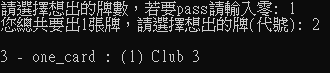 請選擇想出的牌數，若要pass請輸入零: 1
您總共要出1張牌，請選擇想出的牌(代號): 2
3 - one_card : (1) Club 3